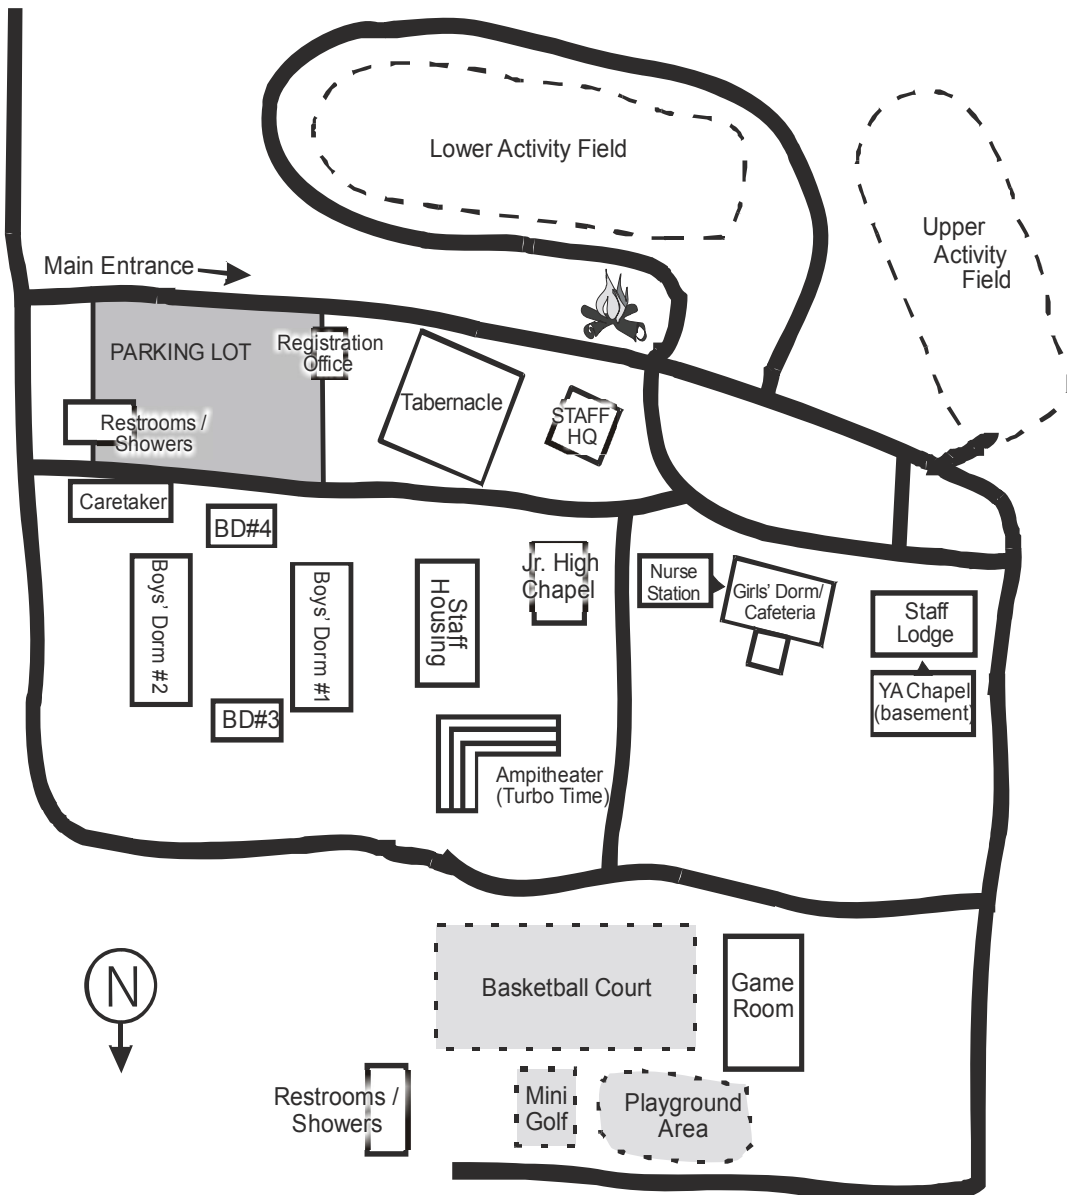 Lower Activity Field
Upper
Activity
Field
Main Entrance
PARKING LOT
Registration
Office
Tabernacle
STAFF
HQ
Restrooms /
Showers
Caretaker
BD#4
Boys' Dorm #2
Boys' Dorm #1
BD#3
Staff
Housing
Jr. High
Chapel
Nurse
Station
Girls' Dorm/
Cafeteria
Staff
Lodge
YA Chapel
(basement)
Ampitheater
(Turbo Time)
N
Basketball Court
Game
Room
Restrooms /
Showers
Mini
Golf
Playground
Area